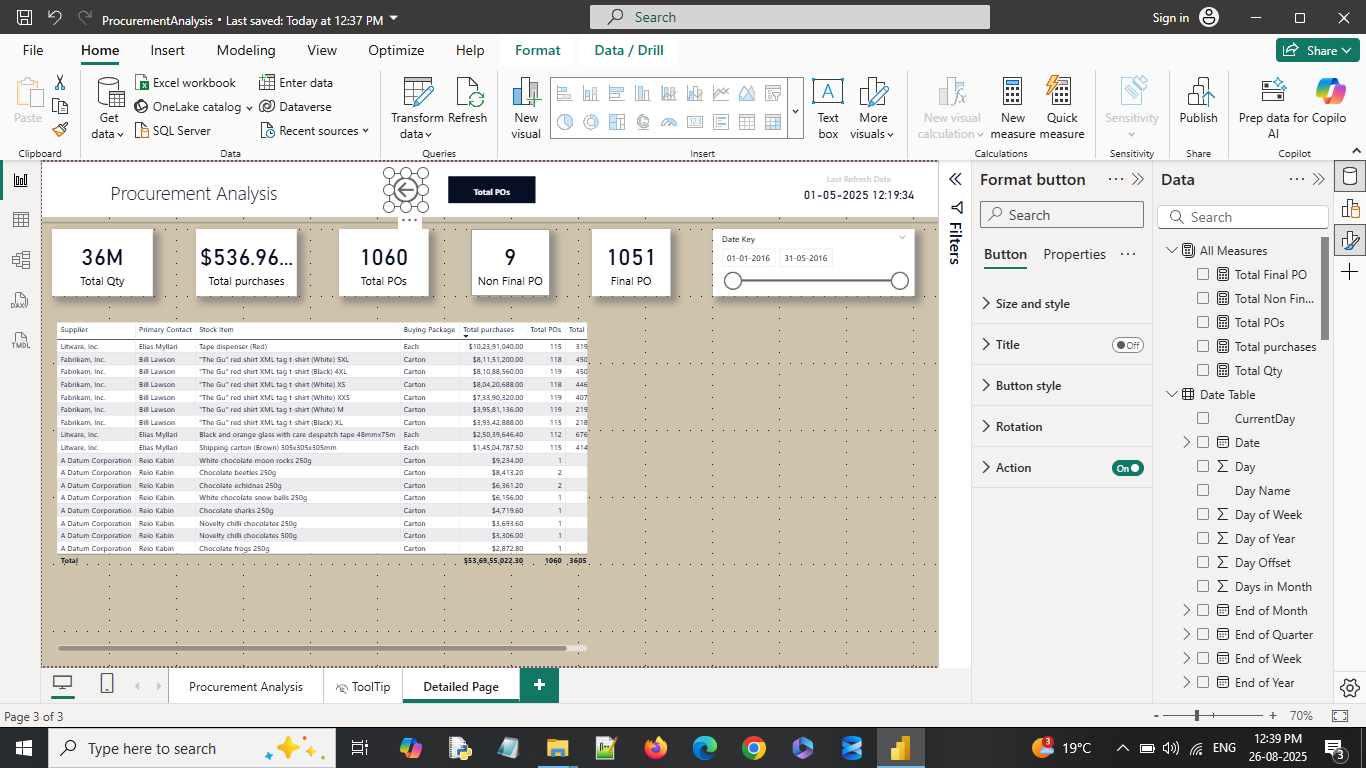 ProcurementAnalysis • Last saved: Today at 12:37 PM
Search
Sign in
File
Home
Insert
Modeling
View
Optimize
Help
Format
Data / Drill
Share
Paste
Get data
Excel workbook
OneLake catalog
SQL Server
Enter data
Dataverse
Recent sources
Transform data
Refresh
New visual
Text box
More visuals
New visual calculation
New measure
Quick measure
Sensitivity
Publish
Prep data for AI
Copilo
Clipboard
Data
Queries
Insert
Calculations
Sensitivity
Share
Copilot
Procurement Analysis
Total POs
Last Refresh Date
01-05-2025 12:19:34
36M
Total Qty
$536.96...
Total purchases
1060
Total POs
9
Non Final PO
1051
Final PO
Date Key
01-01-2016
31-05-2016
Supplier Primary Contact Stock Item Buying Package Total purchases Total POs Total
Litware, Inc. Elias Myllari Tape dispenser (Red) Each $10,23,91,040.00 115 319
Fabrikam, Inc. Bill Lawson "The Gu" red shirt XML tag t-shirt (White) 5XL Carton $8,11,51,200.00 118 450
Fabrikam, Inc. Bill Lawson "The Gu" red shirt XML tag t-shirt (Black) 4XL Carton $8,10,88,560.00 119 450
Fabrikam, Inc. Bill Lawson "The Gu" red shirt XML tag t-shirt (White) XS Carton $8,04,20,688.00 118 446
Fabrikam, Inc. Bill Lawson "The Gu" red shirt XML tag t-shirt (White) XXS Carton $7,33,90,320.00 119 407
Fabrikam, Inc. Bill Lawson "The Gu" red shirt XML tag t-shirt (White) M Carton $3,95,81,136.00 119 219
Fabrikam, Inc. Bill Lawson "The Gu" red shirt XML tag t-shirt (Black) XL Carton $3,93,42,888.00 115 218
Litware, Inc. Elias Myllari Black and orange glass with care despatch tape 48mmx75m Each $2,50,39,646.40 112 676
Litware, Inc. Elias Myllari Shipping carton (Brown) 305x305x305mm Each $1,45,04,787.50 115 414
A Datum Corporation Reio Kabin White chocolate moon rocks 250g Carton $9,234.00 1
A Datum Corporation Reio Kabin Chocolate beetles 250g Carton $8,413.20 2
A Datum Corporation Reio Kabin Chocolate echidnas 250g Carton $6,361.20 2
A Datum Corporation Reio Kabin White chocolate snow balls 250g Carton $6,156.00 1
A Datum Corporation Reio Kabin Chocolate sharks 250g Carton $4,719.60 1
A Datum Corporation Reio Kabin Novelty chilli chocolates 250g Carton $3,693.60 1
A Datum Corporation Reio Kabin Novelty chilli chocolates 500g Carton $3,306.00 1
A Datum Corporation Reio Kabin Chocolate frogs 250g Carton $2,872.80 1
Total $53,69,55,022.30 1060 3605
Filters
Format button
Search
Button
Properties
Size and style
Title
Off
Button style
Rotation
Action
On
Data
Search
All Measures
Total Final PO
Total Non Fin...
Total POs
Total purchases
Total Qty
Date Table
CurrentDay
Date
Day
Day Name
Day of Week
Day of Year
Day Offset
Days in Month
End of Month
End of Quarter
End of Week
End of Year
DAX
TMDL
Procurement Analysis
ToolTip
Detailed Page
Page 3 of 3
70%
Type here to search
3
19°C
ENG
12:39 PM
26-08-2025
3